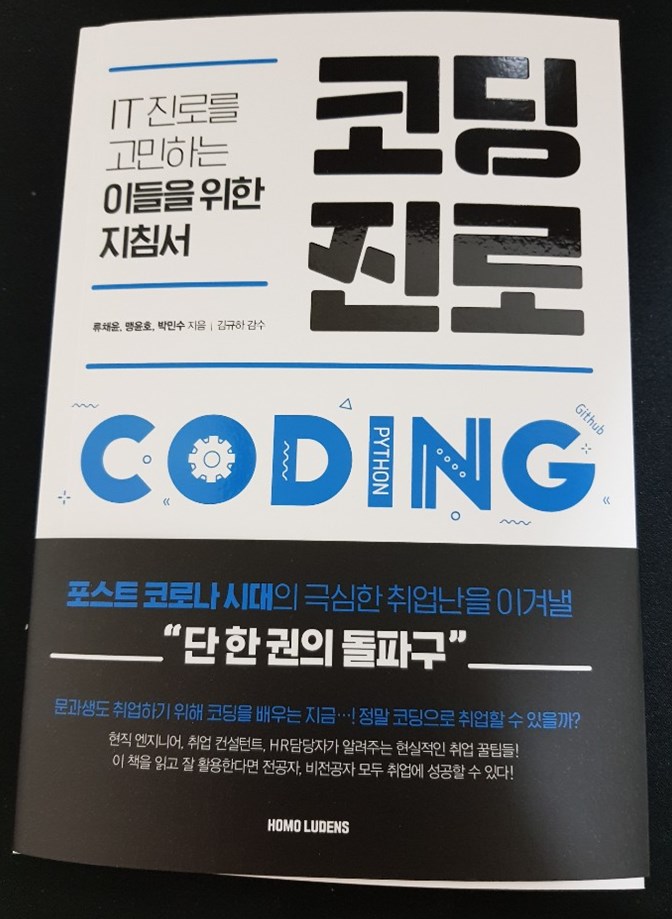 IT 진로를
고민하는
이들을 위한
지침서
류채윤, 맹윤호, 박민수 지음 | 김규하 감수
코딩
진로
CODING
PYTHON
Github
포스트 코로나 시대의 극심한 취업난을 이겨낼
“단 한 권의 돌파구”
문과생도 취업하기 위해 코딩을 배우는 지금…! 정말 코딩으로 취업할 수 있을까?
현직 엔지니어, 취업 컨설턴트, HR담당자가 알려주는 현실적인 취업 꿀팁들!
이 책을 읽고 잘 활용한다면 전공자, 비전공자 모두 취업에 성공할 수 있다!
HOMO LUDENS